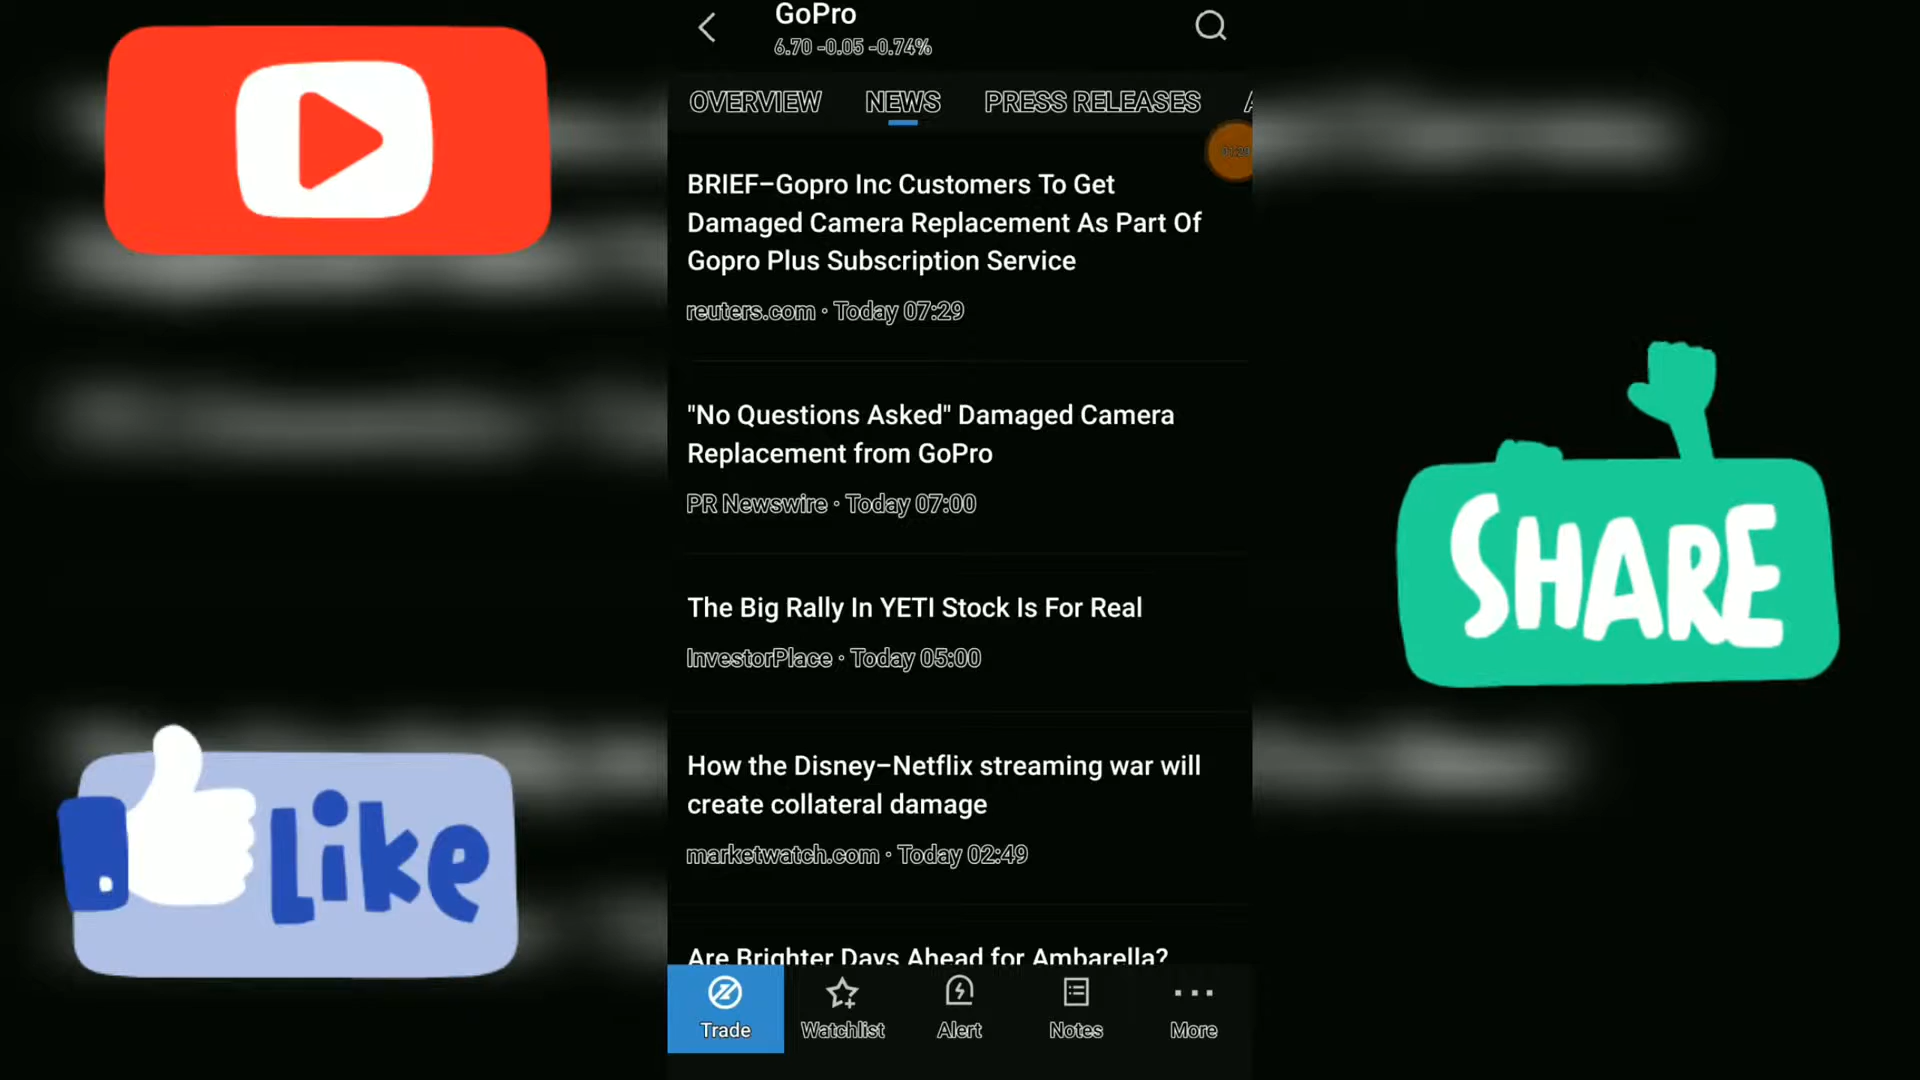 GoPro
6.70 -0.05 -0.74%
OVERVIEW NEWS PRESS RELEASES
BRIEF–Gopro Inc Customers To Get
Damaged Camera Replacement As Part Of
Gopro Plus Subscription Service
reuters.com · Today 07:29
"No Questions Asked" Damaged Camera
Replacement from GoPro
PR Newswire · Today 07:00
The Big Rally In YETI Stock Is For Real
InvestorPlace · Today 05:00
How the Disney–Netflix streaming war will
create collateral damage
marketwatch.com · Today 02:49
Are Brighter Days Ahead for Ambarella?
Trade Watchlist Alert Notes More
Like
SHARE